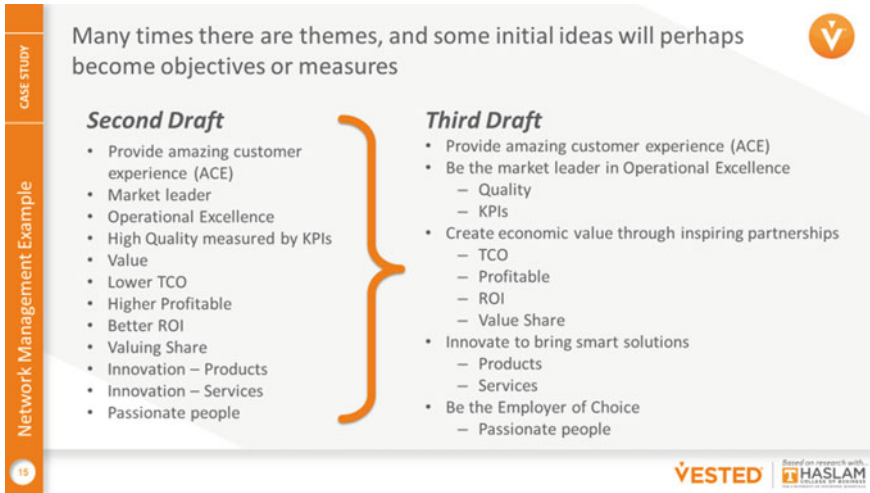 CASE STUDY
Network Management Example
15
Many times there are themes, and some initial ideas will perhaps
become objectives or measures
V
Second Draft
• Provide amazing customer
experience (ACE)
• Market leader
• Operational Excellence
• High Quality measured by KPIs
• Value
• Lower TCO
• Higher Profitable
• Better ROI
• Valuing Share
• Innovation – Products
• Innovation – Services
• Passionate people
Third Draft
• Provide amazing customer experience (ACE)
• Be the market leader in Operational Excellence
– Quality
– KPIs
• Create economic value through inspiring partnerships
– TCO
– Profitable
– ROI
– Value Share
• Innovate to bring smart solutions
– Products
– Services
• Be the Employer of Choice
– Passionate people
VESTED
Based on research with...
T HASLAM
COLLEGE OF BUSINESS